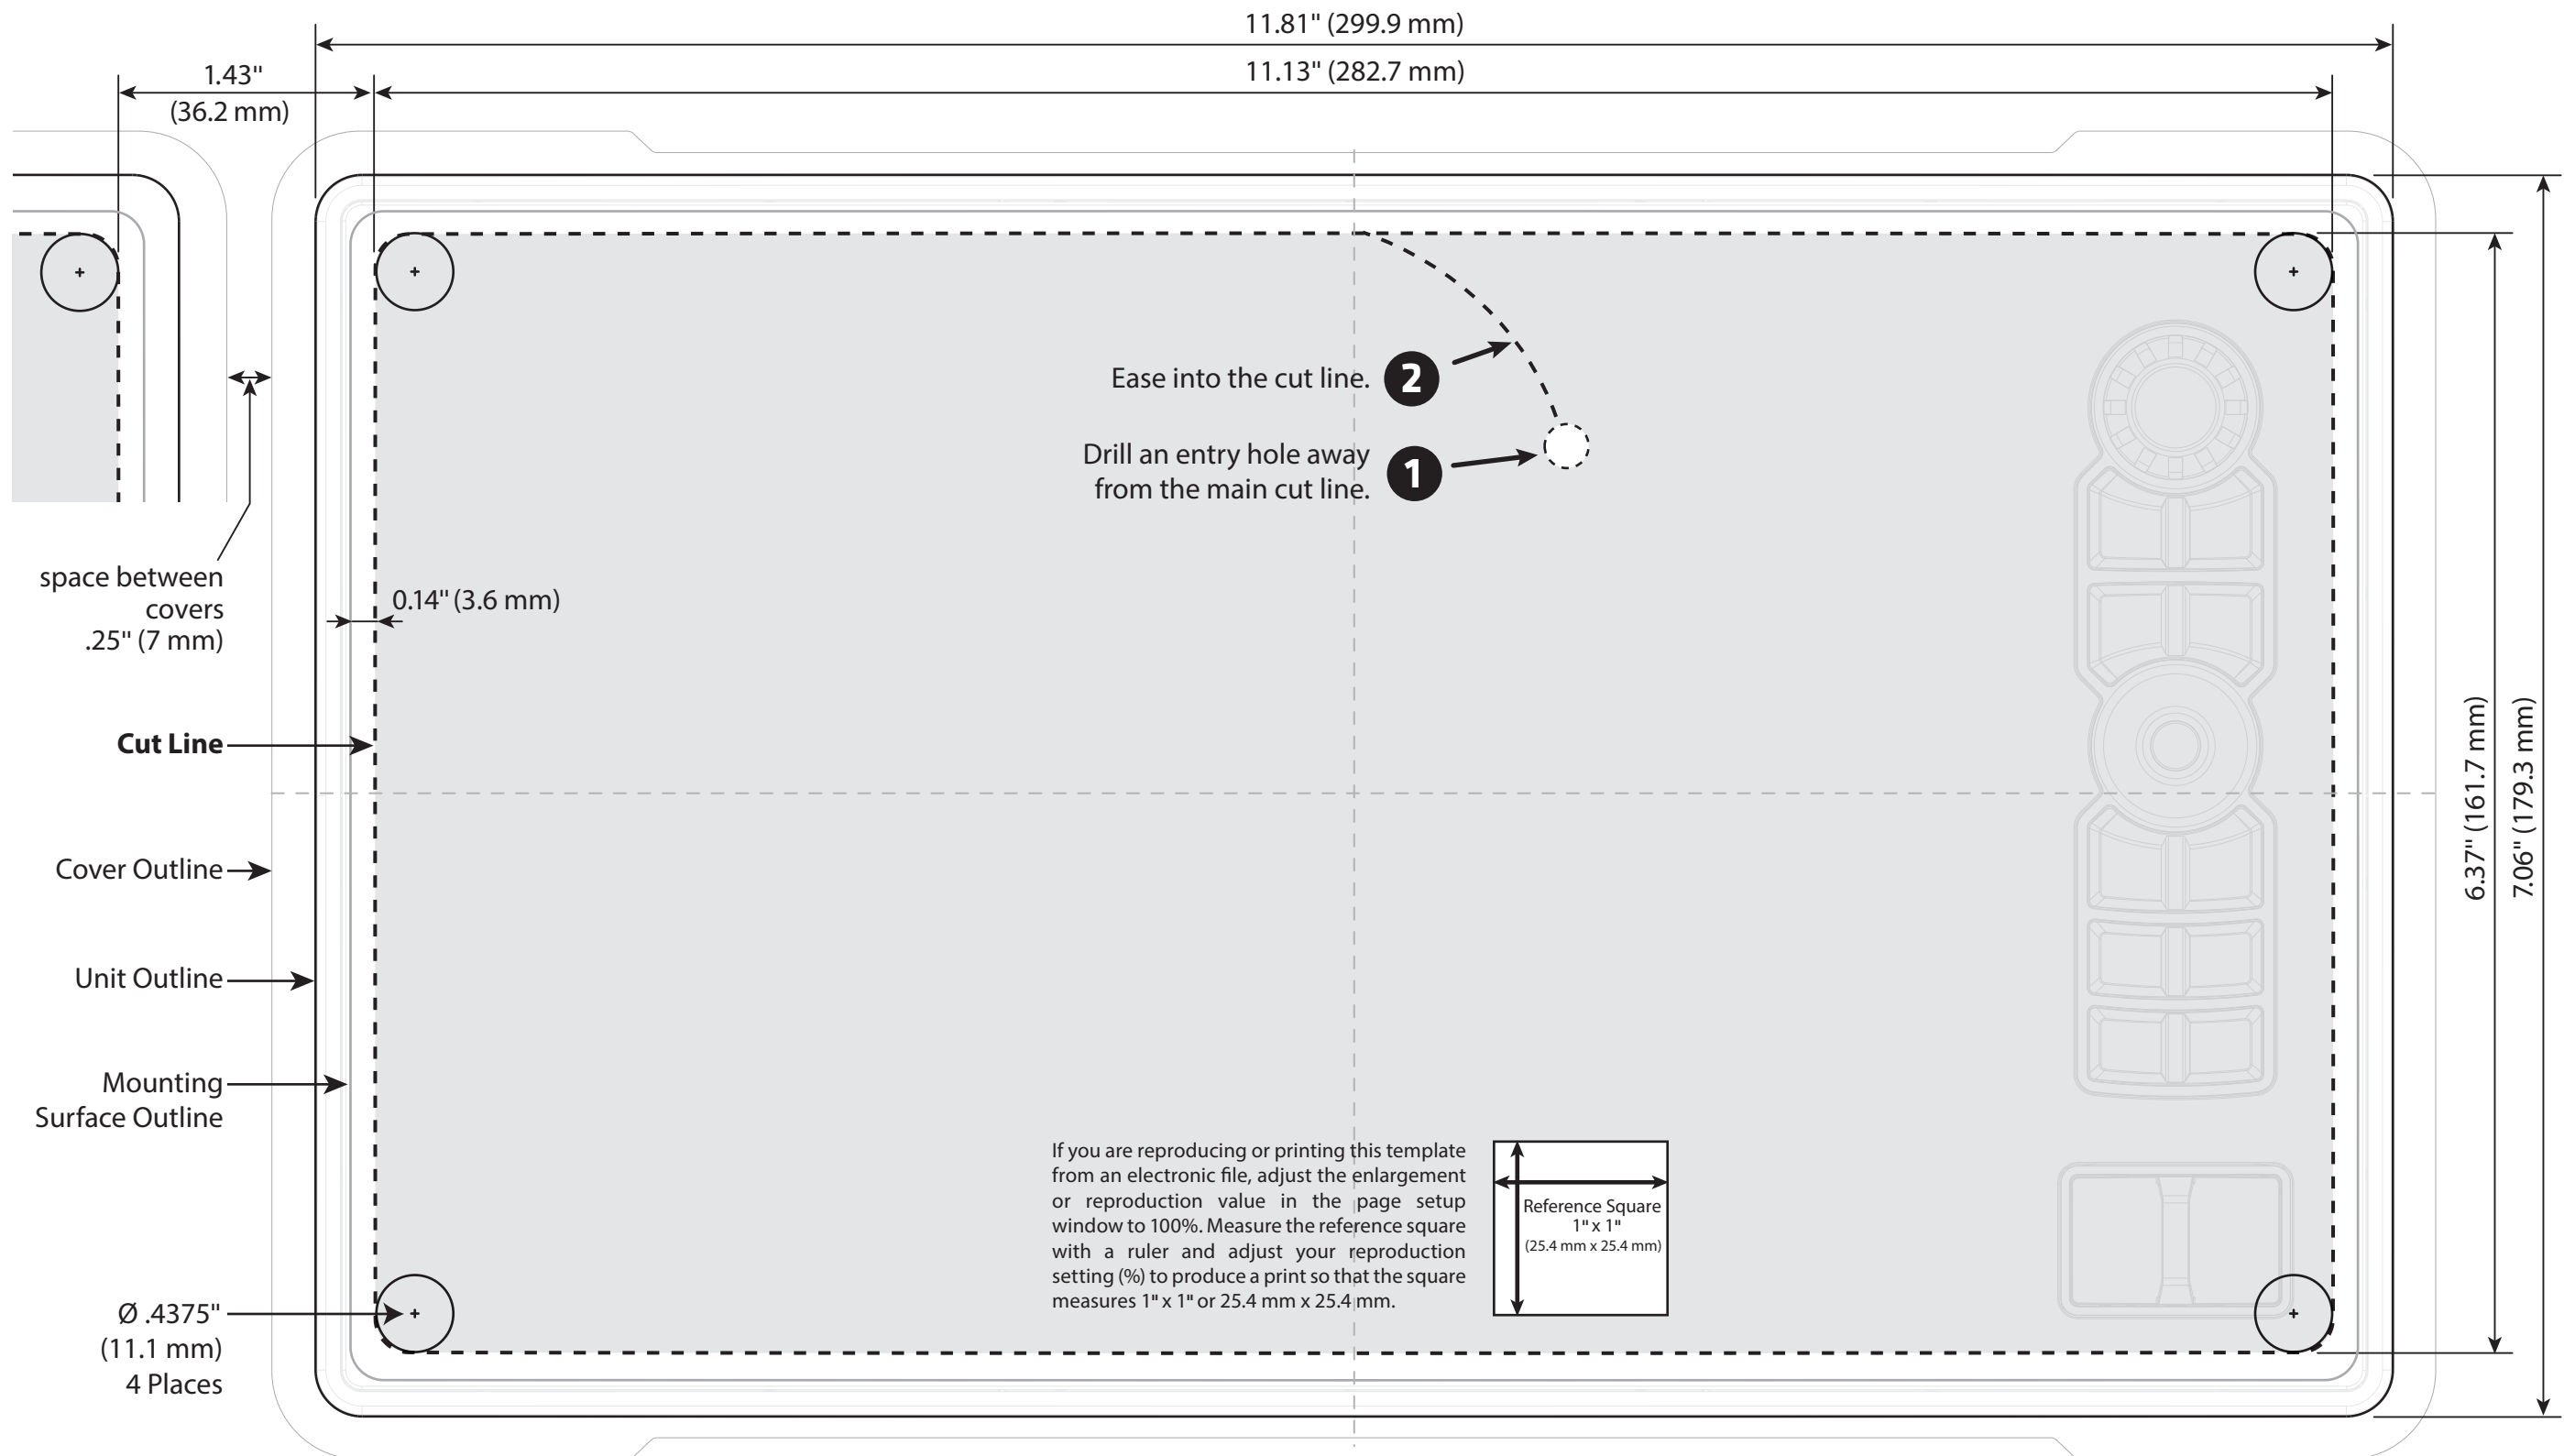 11.81" (299.9 mm)
11.13" (282.7 mm)
1.43"
(36.2 mm)
Ease into the cut line.
2
Drill an entry hole away
from the main cut line.
1
space between
covers
.25" (7 mm)
0.14" (3.6 mm)
Cut Line
Cover Outline
Unit Outline
Mounting
Surface Outline
Ø .4375"
(11.1 mm)
4 Places
6.37" (161.7 mm)
7.06" (179.3 mm)
If you are reproducing or printing this template
from an electronic file, adjust the enlargement
or reproduction value in the page setup
window to 100%. Measure the reference square
with a ruler and adjust your reproduction
setting (%) to produce a print so that the square
measures 1" x 1" or 25.4 mm x 25.4 mm.
Reference Square
1" x 1"
(25.4 mm x 25.4 mm)